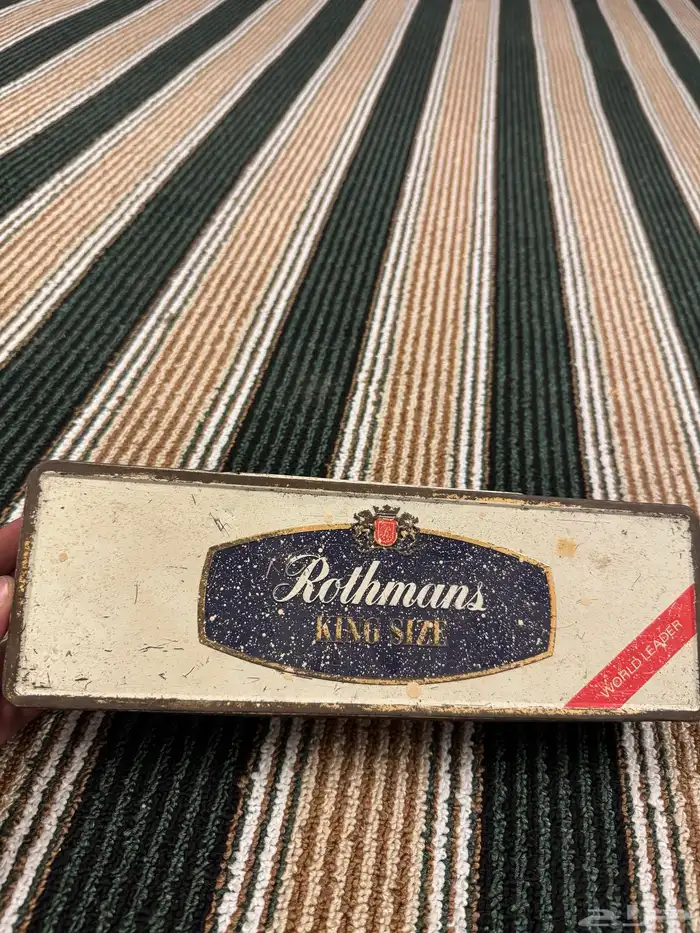 Rothmans
KING SIZE
WORLD LEADER